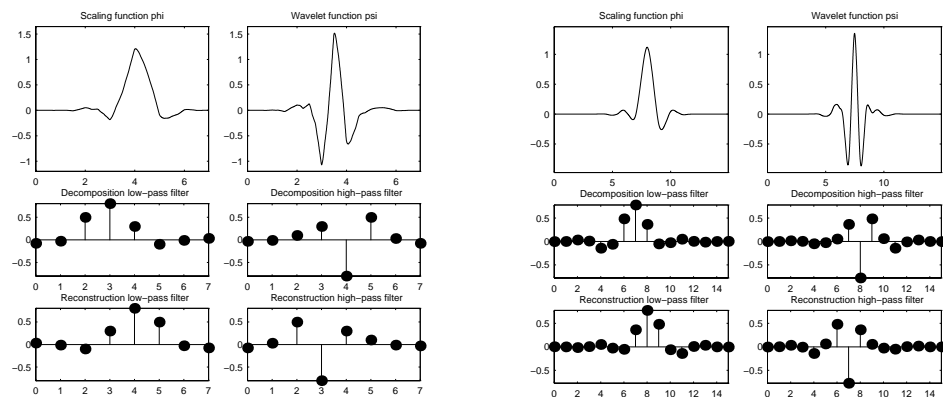 Scaling function phi
Wavelet function psi
1.5
1
0.5
0
−0.5
−1
0 2 4 6
1.5
1
0.5
0
−0.5
−1
0 2 4 6
Decomposition low−pass filter
Decomposition high−pass filter
0.5
0
−0.5
0 1 2 3 4 5 6 7
0.5
0
−0.5
0 1 2 3 4 5 6 7
Reconstruction low−pass filter
Reconstruction high−pass filter
0.5
0
−0.5
0 1 2 3 4 5 6 7
0.5
0
−0.5
0 1 2 3 4 5 6 7
Scaling function phi
Wavelet function psi
1
0.5
0
−0.5
0 5 10
1
0.5
0
−0.5
5 10
Decomposition low−pass filter
Decomposition high−pass filter
0.5
0
−0.5
0 2 4 6 8 10 12 14
0.5
0
−0.5
0 2 4 6 8 10 12 14
Reconstruction low−pass filter
Reconstruction high−pass filter
0.5
0
−0.5
0 2 4 6 8 10 12 14
0.5
0
−0.5
0 2 4 6 8 10 12 14